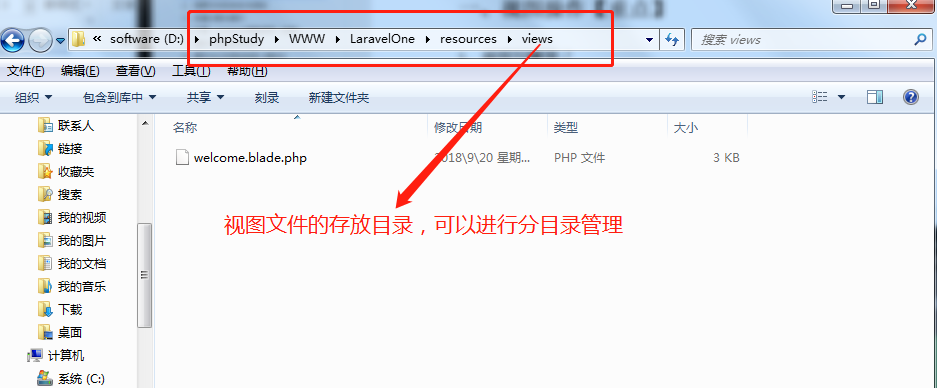 software (D:) phpStudy WWW LaravelOne resources views 搜索 views
文件(F) 编辑(E) 查看(V) 工具(T) 帮助(H)
组织 包含到库中 共享 刻录 新建文件夹
名称 修改日期 类型 大小
联系人
链接
welcome.blade.php 2018\9\20 星期... PHP 文件 3 KB
收藏夹
搜索
我的视频
视图文件的存放目录，可以进行分目录管理
我的图片
我的文档
我的音乐
下载
桌面
计算机
系统 (C:)